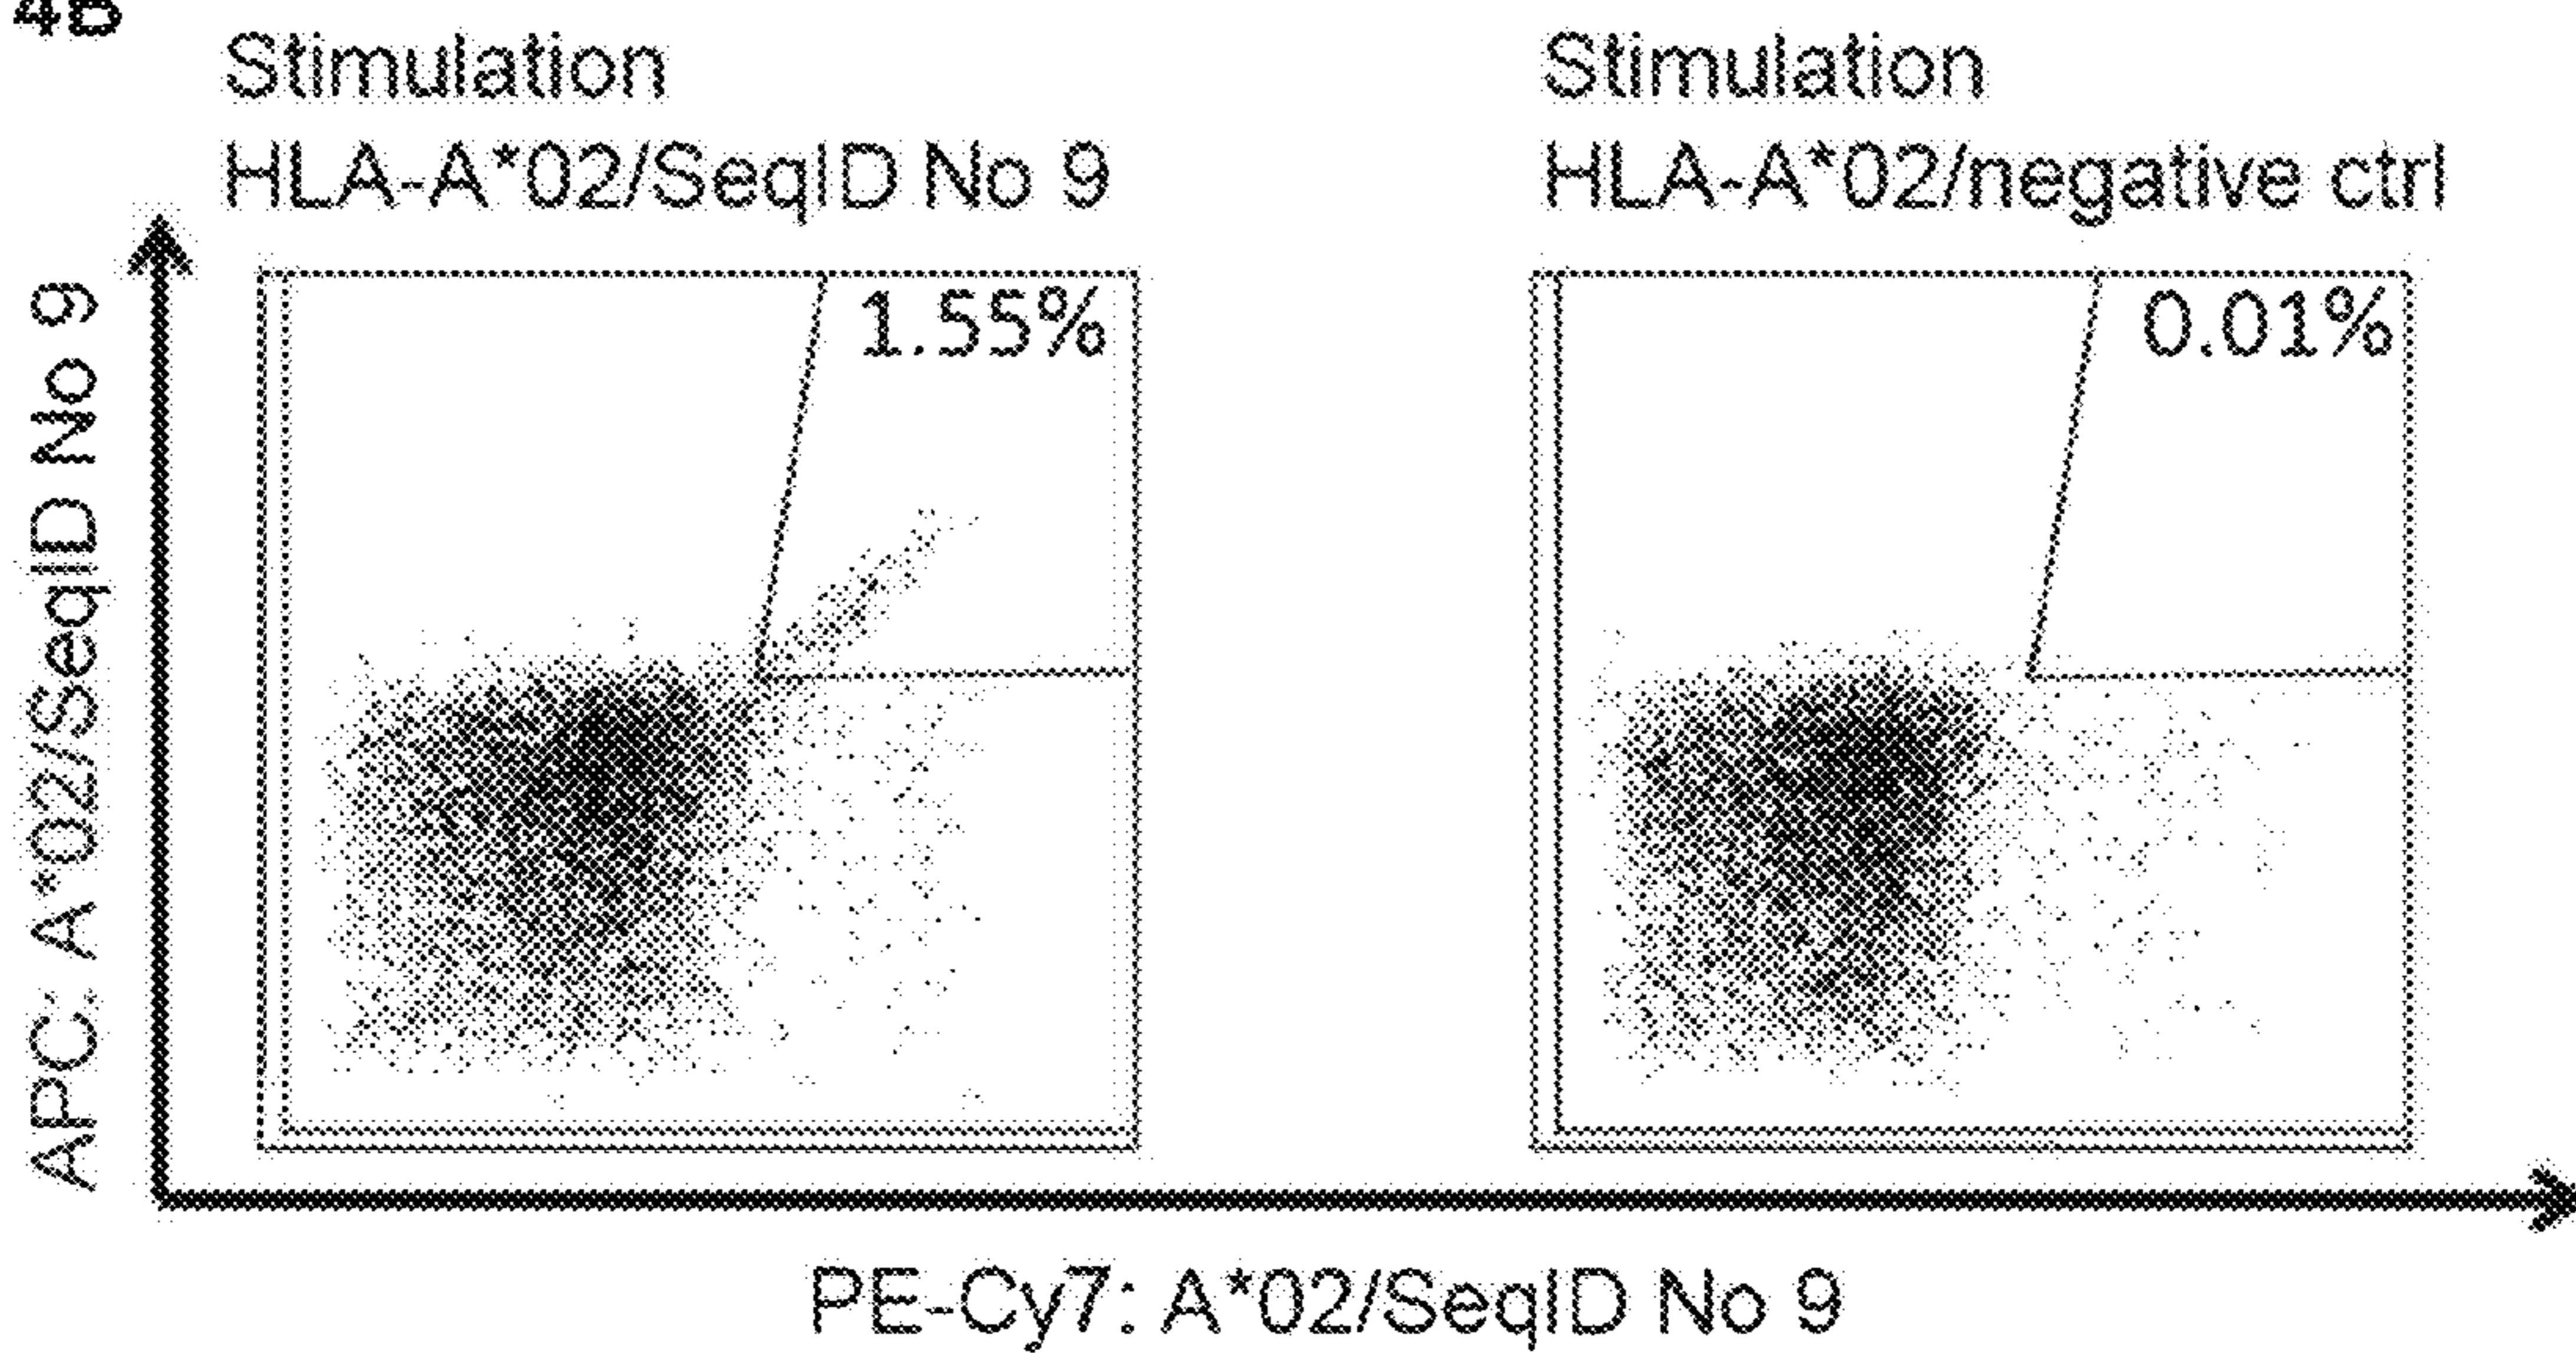 4B
Stimulation
HLA-A*02/SeqID No 9
Stimulation
HLA-A*02/negative ctrl
1.55%
0.01%
APC: A*02/SeqID No 9
PE-Cy7: A*02/SeqID No 9